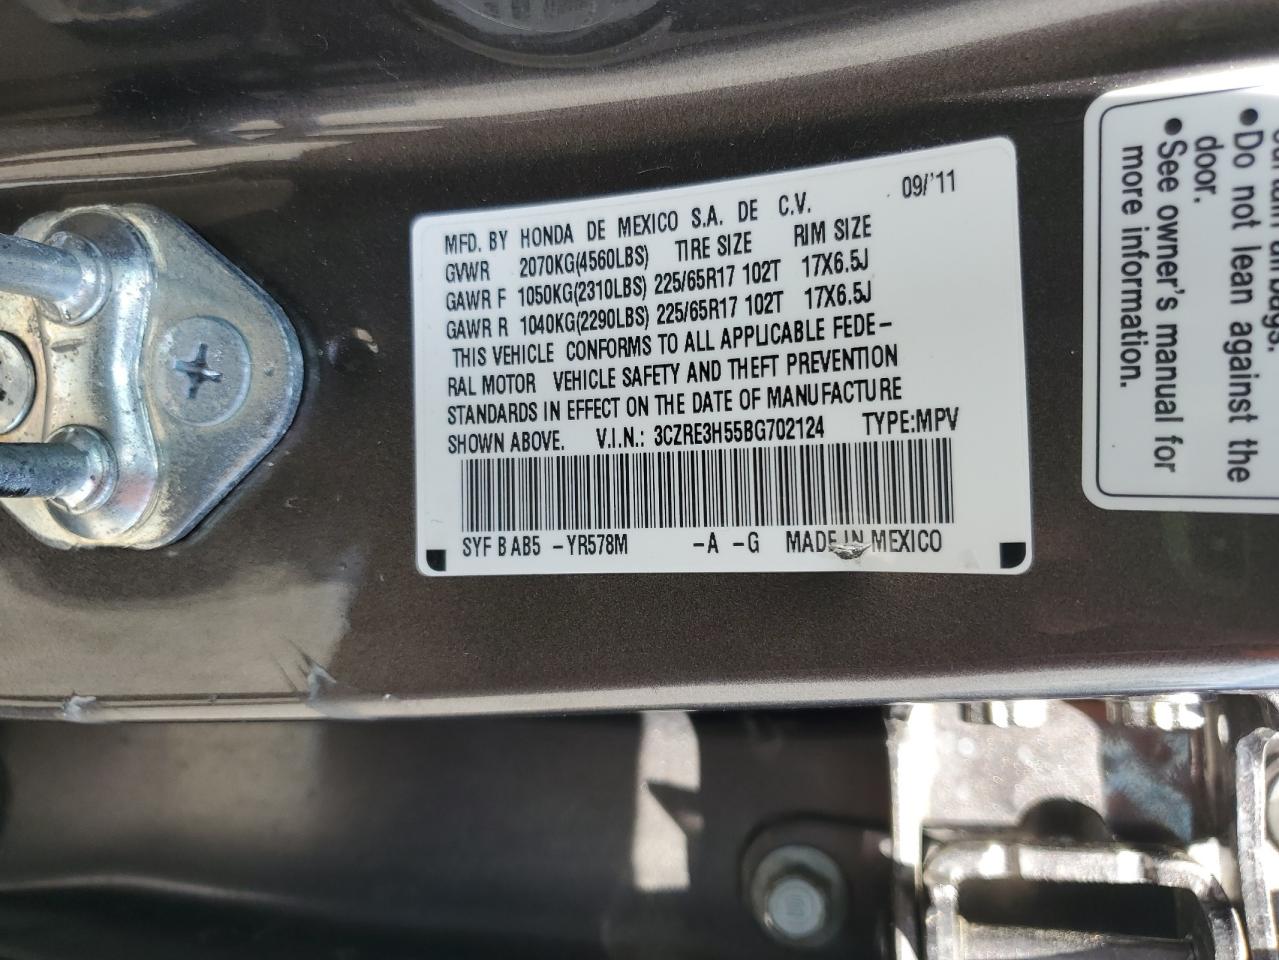 09/'11
MFD. BY HONDA DE MEXICO S.A. DE C.V.
GVWR 2070KG(4560LBS) TIRE SIZE RIM SIZE
GAWR F 1050KG(2310LBS) 225/65R17 102T 17X6.5J
GAWR R 1040KG(2290LBS) 225/65R17 102T 17X6.5J
THIS VEHICLE CONFORMS TO ALL APPLICABLE FEDE-
RAL MOTOR VEHICLE SAFETY AND THEFT PREVENTION
STANDARDS IN EFFECT ON THE DATE OF MANUFACTURE
SHOWN ABOVE. V.I.N.: 3CZRE3H55BG702124 TYPE:MPV
SYF B AB5 -YR578M -A -G MADE IN MEXICO
• Do not lean against the
door.
• See owner's manual for
more information.